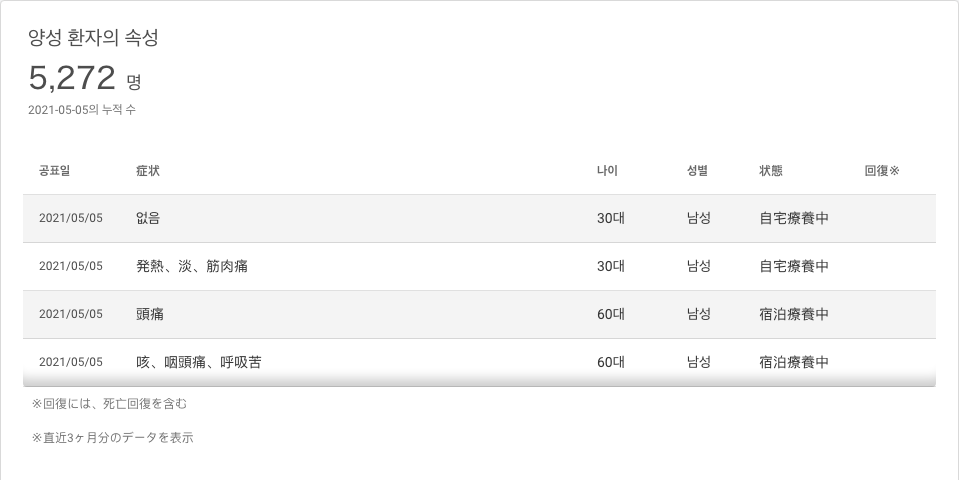 양성 환자의 속성
5,272 명
2021-05-05의 누적 수
공표일 症状 나이 성별 状態 回復※
2021/05/05 없음 30대 남성 自宅療養中
2021/05/05 発熱、淡、筋肉痛 30대 남성 自宅療養中
2021/05/05 頭痛 60대 남성 宿泊療養中
2021/05/05 咳、咽頭痛、呼吸苦 60대 남성 宿泊療養中
※回復には、死亡回復を含む
※直近3ヶ月分のデータを表示